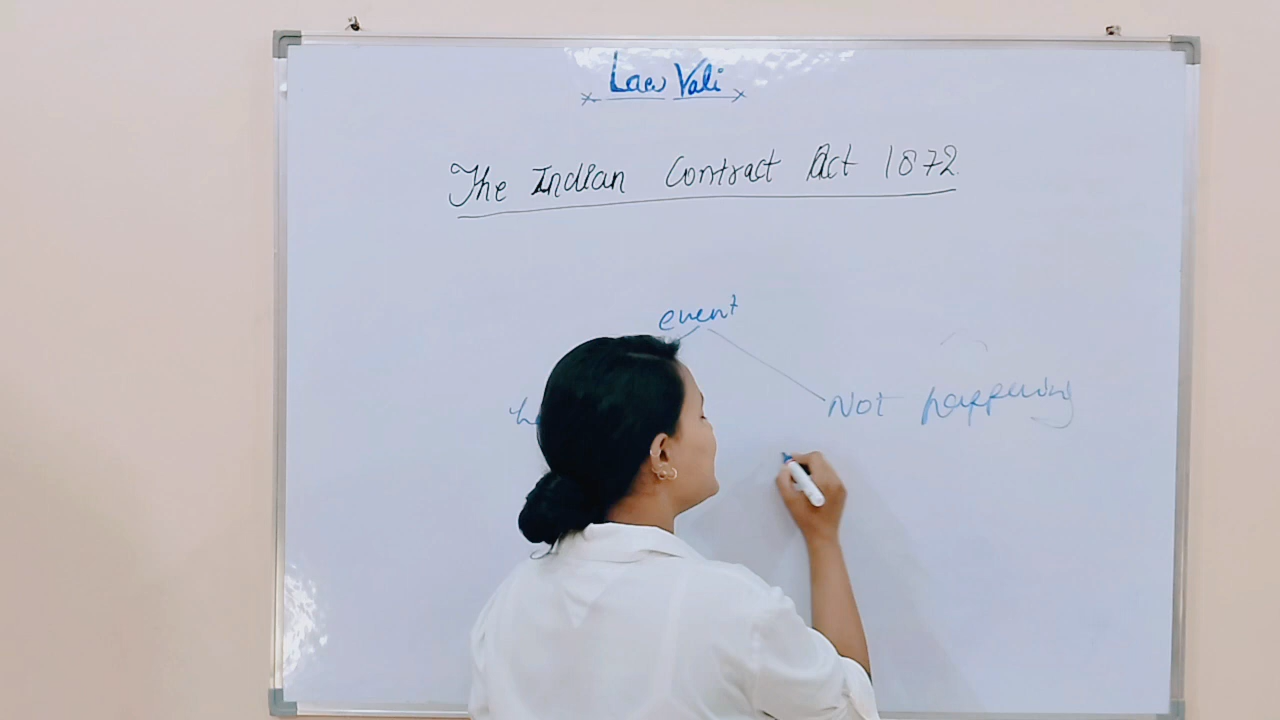 Law Vali
The Indian Contract Act 1872.
event
Not happening